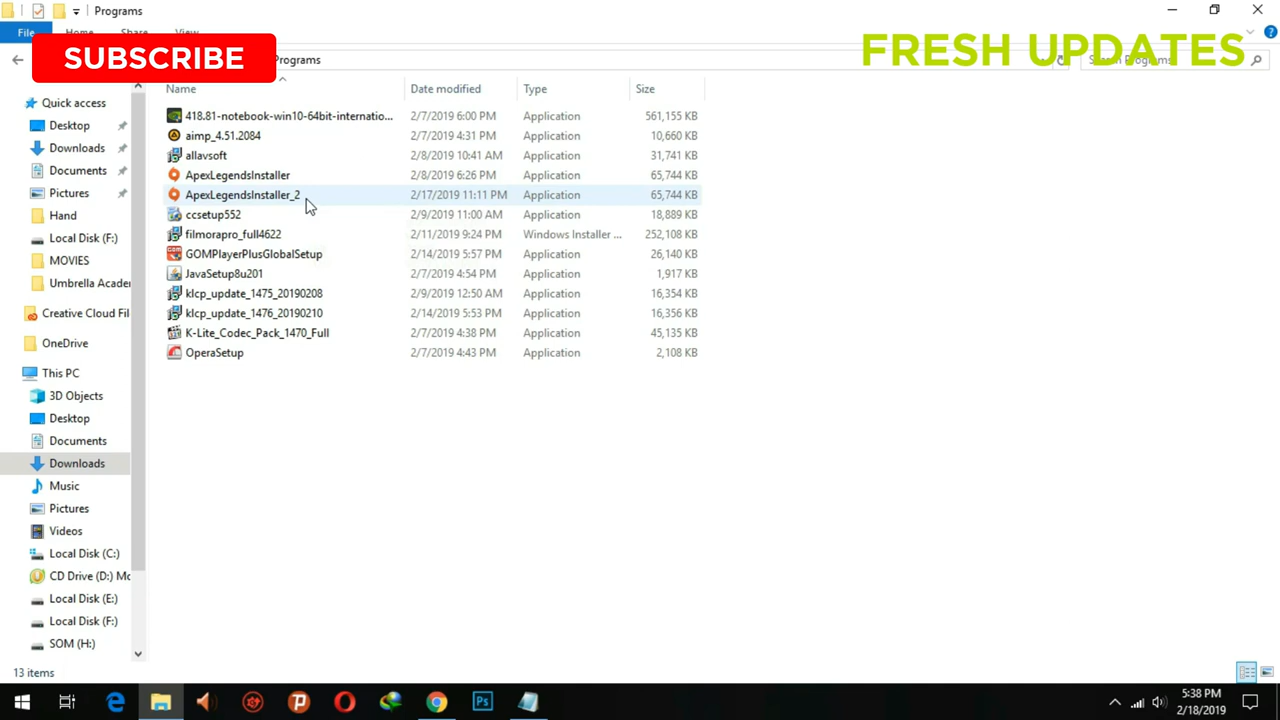 Programs
File Home Share View
SUBSCRIBE
FRESH UPDATES
Programs
Name Date modified Type Size
Quick access
Desktop
Downloads
Documents
Pictures
Hand
Local Disk (F:)
MOVIES
Umbrella Acade
Creative Cloud Fil
OneDrive
This PC
3D Objects
Desktop
Documents
Downloads
Music
Pictures
Videos
Local Disk (C:)
CD Drive (D:) Mo
Local Disk (E:)
Local Disk (F:)
SOM (H:)
418.81-notebook-win10-64bit-internatio... 2/7/2019 6:00 PM Application 561,155 KB
aimp_4.51.2084 2/7/2019 4:31 PM Application 10,660 KB
allavsoft 2/8/2019 10:41 AM Application 31,741 KB
ApexLegendsInstaller 2/8/2019 6:26 PM Application 65,744 KB
ApexLegendsInstaller_2 2/17/2019 11:11 PM Application 65,744 KB
ccsetup552 2/9/2019 11:00 AM Application 18,889 KB
filmorapro_full4622 2/11/2019 9:24 PM Windows Installer ... 252,108 KB
GOMPlayerPlusGlobalSetup 2/14/2019 5:57 PM Application 26,140 KB
JavaSetup8u201 2/7/2019 4:54 PM Application 1,917 KB
klcp_update_1475_20190208 2/9/2019 12:50 AM Application 16,354 KB
klcp_update_1476_20190210 2/14/2019 5:53 PM Application 16,356 KB
K-Lite_Codec_Pack_1470_Full 2/7/2019 4:38 PM Application 45,135 KB
OperaSetup 2/7/2019 4:43 PM Application 2,108 KB
13 items
Ps
5:38 PM
2/18/2019